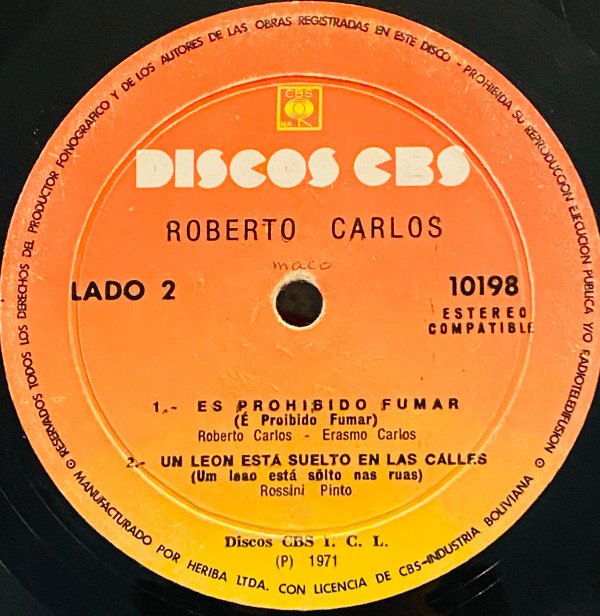 ℗ RESERVADOS TODOS LOS DERECHOS DEL PRODUCTOR FONOGRAFICO Y DE LOS AUTORES DE LAS OBRAS REGISTRADAS EN ESTE DISCO - PROHIBIDA SU REPRODUCCION EJECUCION PUBLICA Y/O RADIOTELEDIFUSION ℗
CBS
M.R.
DISCOS CBS
ROBERTO CARLOS
maco
LADO 2
10198
ESTEREO
COMPATIBLE
1.- ES PROHIBIDO FUMAR
(É Proibido Fumar)
Roberto Carlos - Erasmo Carlos
2.- UN LEON ESTÁ SUELTO EN LAS CALLES
(Um leao está sôlto nas ruas)
Rossini Pinto
Discos CBS I. C. L.
(P) 1971
MANUFACTURADO POR HERIBA LTDA. CON LICENCIA DE CBS-INDUSTRIA BOLIVIANA